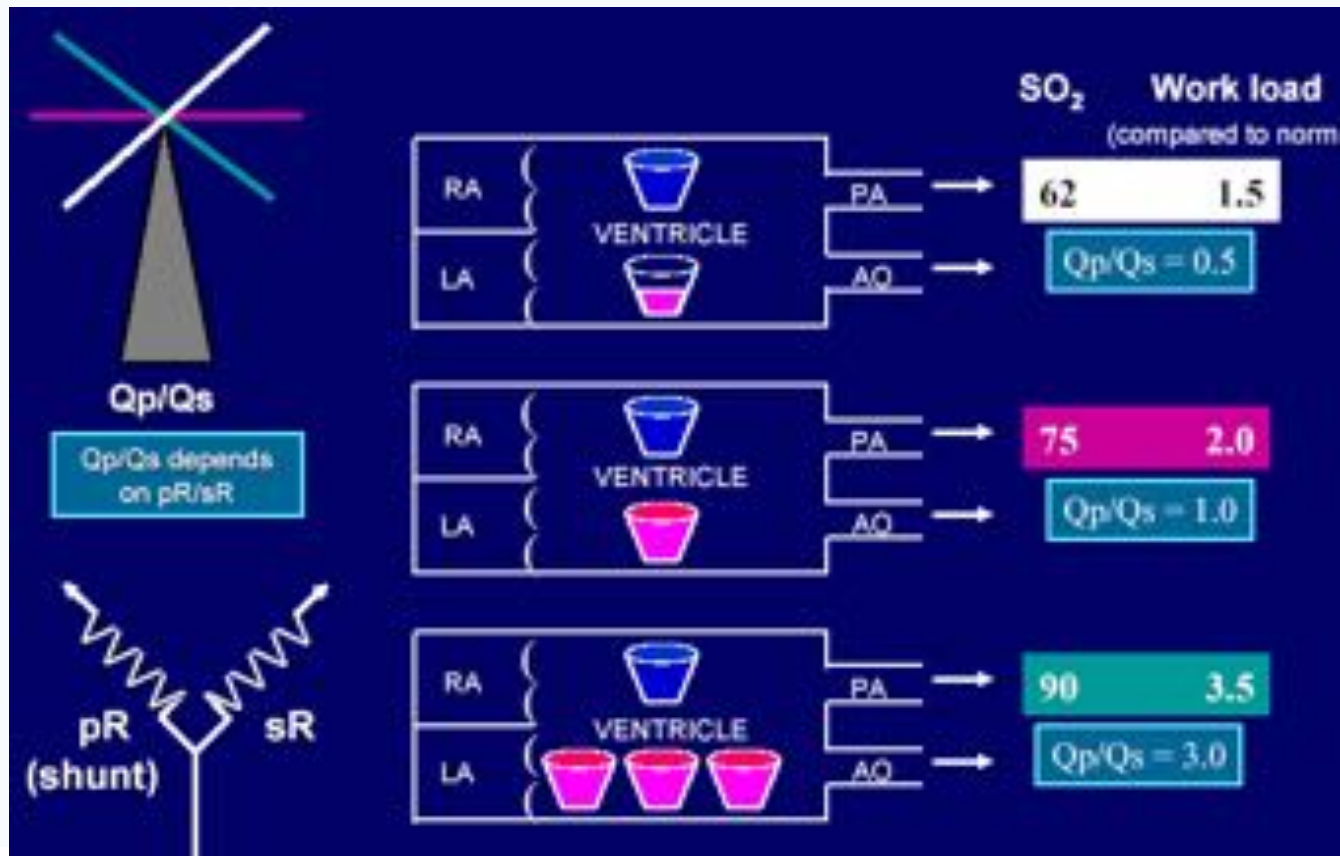 Qp/Qs
Qp/Qs depends
on pR/sR
pR
(shunt)
sR
SO₂ Work load
(compared to norm
RA
LA
VENTRICLE
PA
AO
62 1.5
Qp/Qs = 0.5
RA
LA
VENTRICLE
PA
AO
75 2.0
Qp/Qs = 1.0
RA
LA
VENTRICLE
PA
AO
90 3.5
Qp/Qs = 3.0